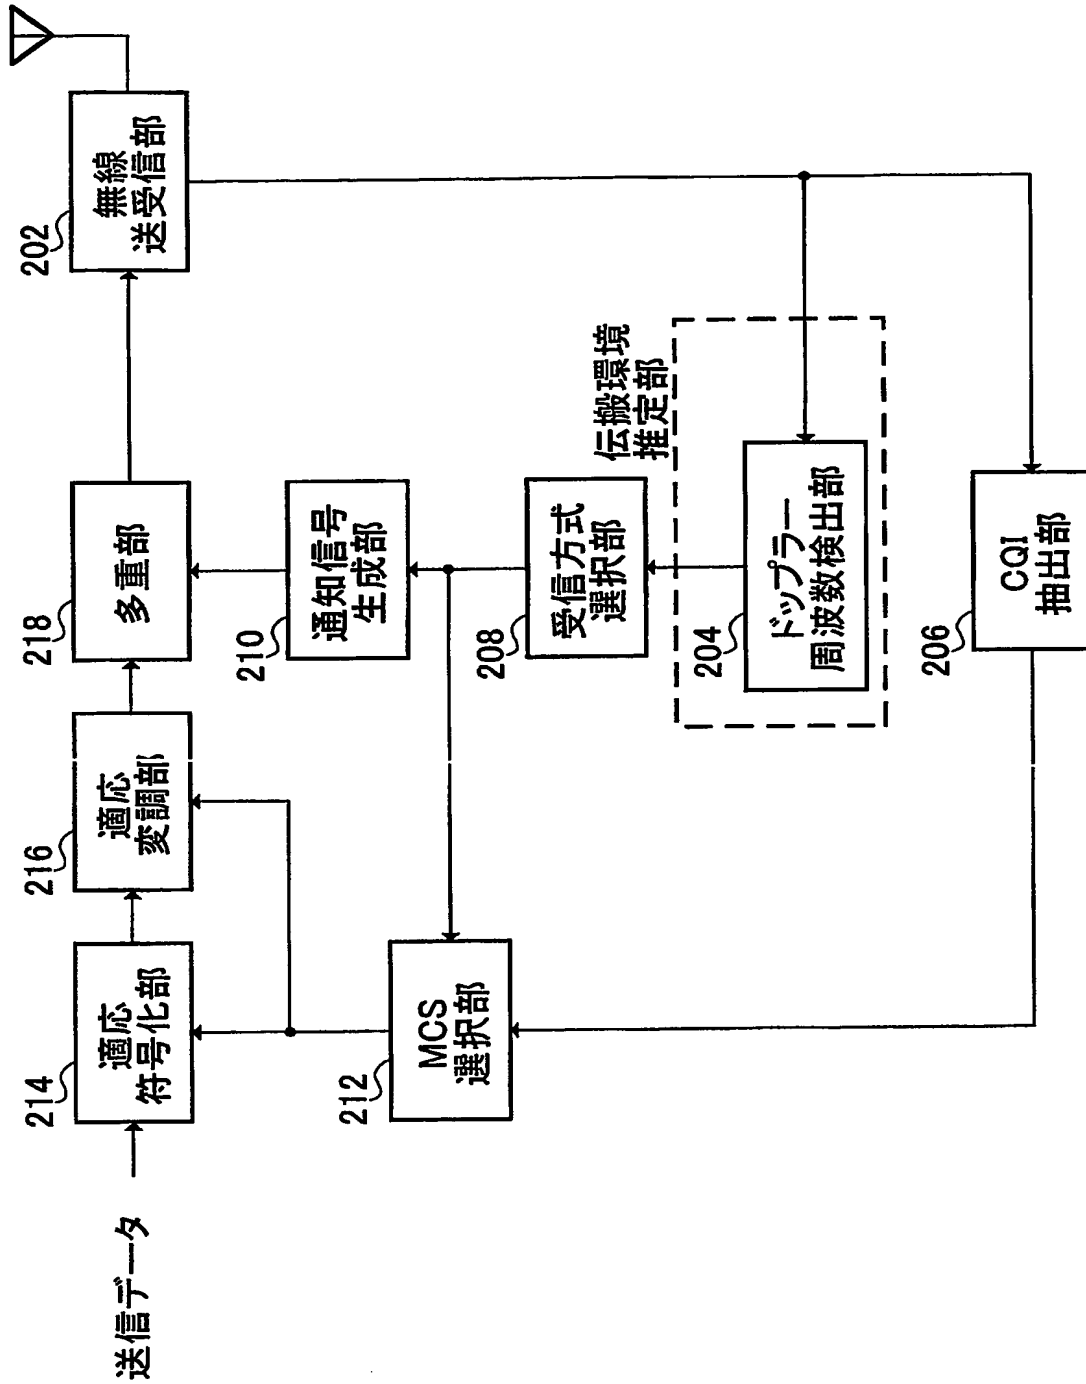 送信データ
214
適応
符号化部
216
適応
変調部
218
多重部
202
無線
送受信部
212
MCS
選択部
210
通知信号
生成部
208
受信方式
選択部
伝搬環境
推定部
204
ドップラー
周波数検出部
206
CQI
抽出部